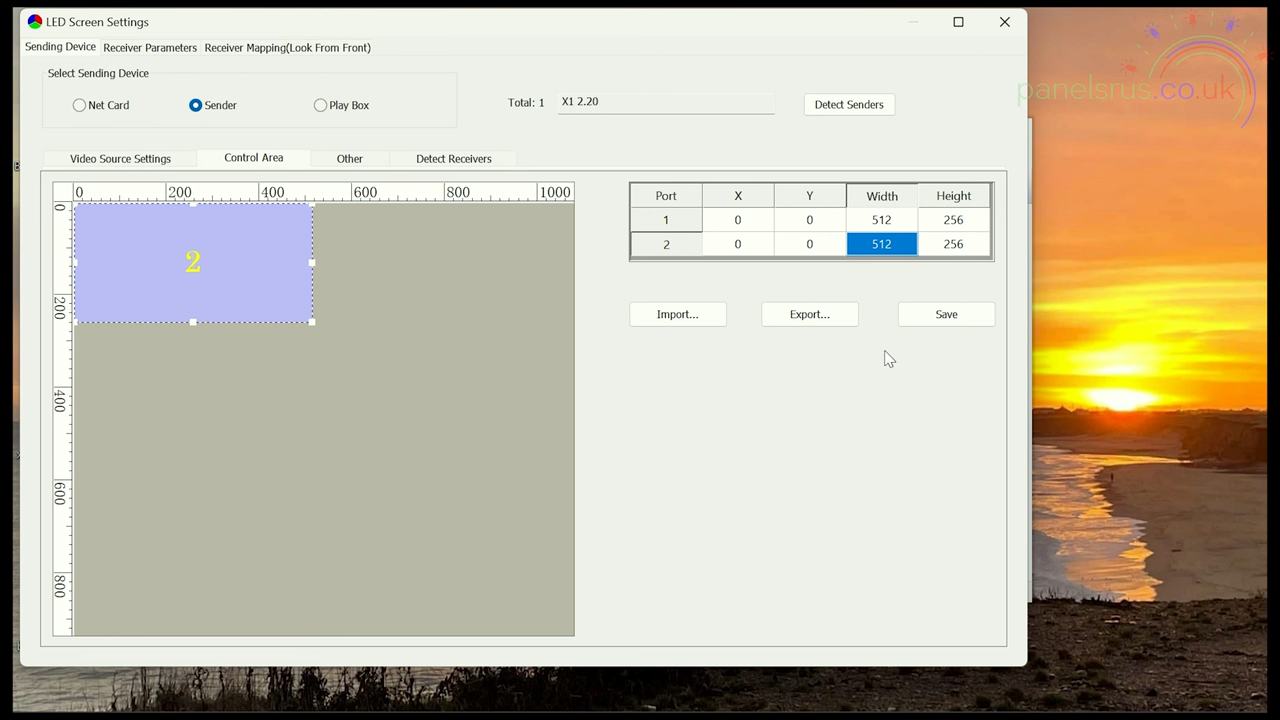 LED Screen Settings
Sending Device Receiver Parameters Receiver Mapping(Look From Front)
Select Sending Device
Net Card Sender Play Box
Total: 1 X1 2.20 Detect Senders
panelsrus.co.uk
Video Source Settings Control Area Other Detect Receivers
0 200 400 600 800 1000
0
200
400
600
800
2
Port X Y Width Height
1 0 0 512 256
2 0 0 512 256
Import... Export... Save